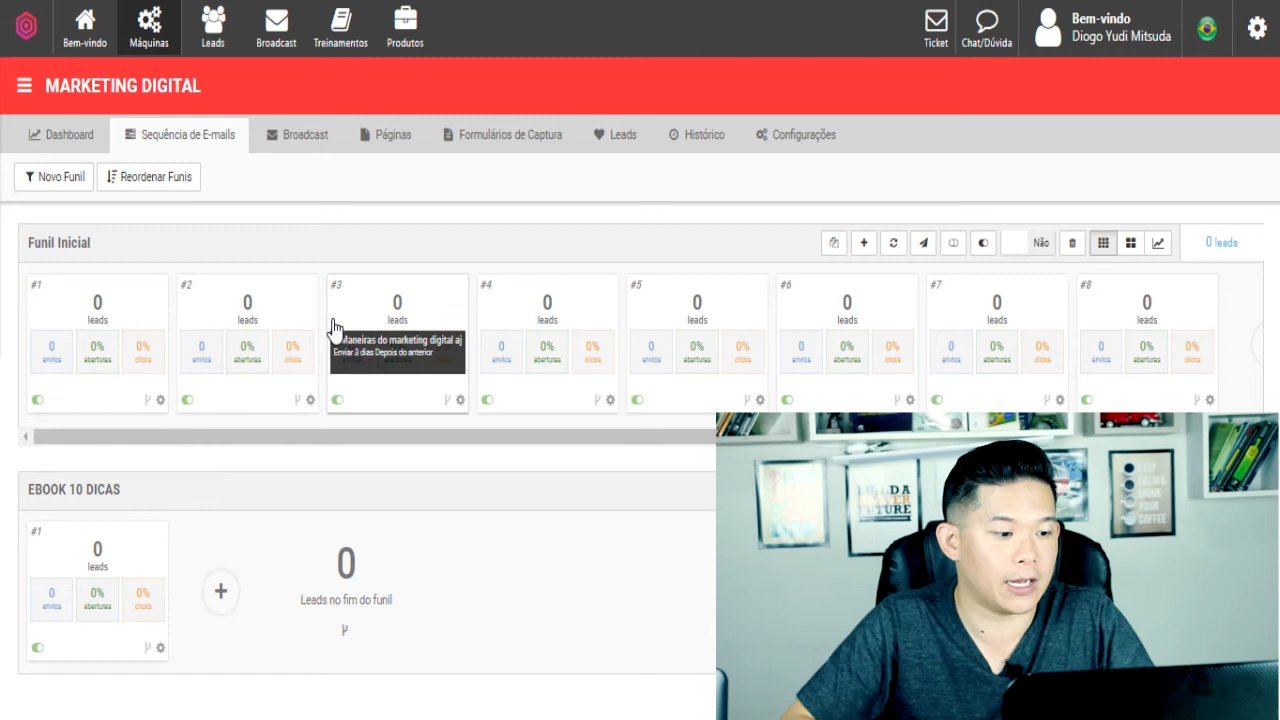 Bem-vindo
Máquinas
Leads
Broadcast
Treinamentos
Produtos
Ticket
Chat/Dúvida
Bem-vindo
Diogo Yudi Mitsuda
MARKETING DIGITAL
Dashboard
Sequência de E-mails
Broadcast
Páginas
Formulários de Captura
Leads
Histórico
Configurações
Novo Funil
Reordenar Funis
Funil Inicial
Não
0 leads
#1
0
leads
0
envios
0%
aberturas
0%
clicks
#2
0
leads
0
envios
0%
aberturas
0%
clicks
#3
0
leads
Maneiras do marketing digital aj
Enviar 3 dias Depois do anterior
#4
0
leads
0
envios
0%
aberturas
0%
clicks
#5
0
leads
0
envios
0%
aberturas
0%
clicks
#6
0
leads
0
envios
0%
aberturas
0%
clicks
#7
0
leads
0
envios
0%
aberturas
0%
clicks
#8
0
leads
0
envios
0%
aberturas
0%
clicks
EBOOK 10 DICAS
#1
0
leads
0
envios
0%
aberturas
0%
clicks
0
Leads no fim do funil
BUILD A
FUTURE
KEEP
CALM &
DRINK
YOUR
COFFEE